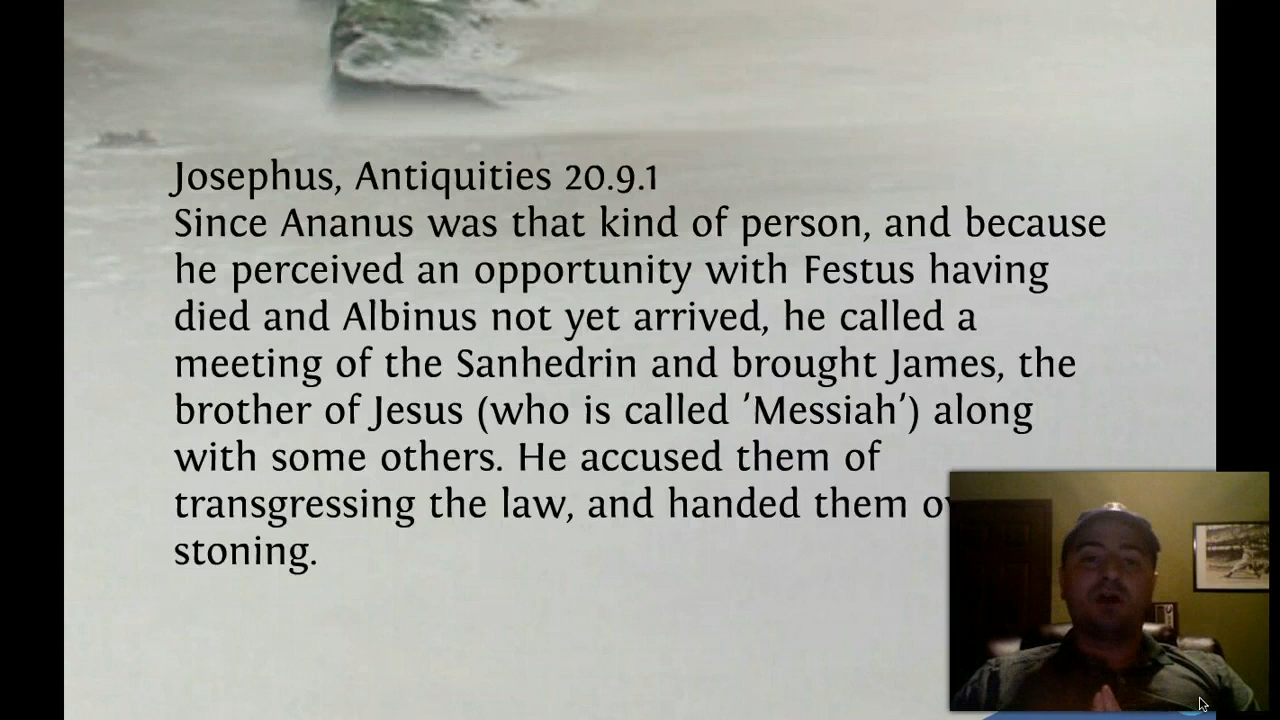 Josephus, Antiquities 20.9.1
Since Ananus was that kind of person, and because
he perceived an opportunity with Festus having
died and Albinus not yet arrived, he called a
meeting of the Sanhedrin and brought James, the
brother of Jesus (who is called 'Messiah') along
with some others. He accused them of
transgressing the law, and handed them
stoning.